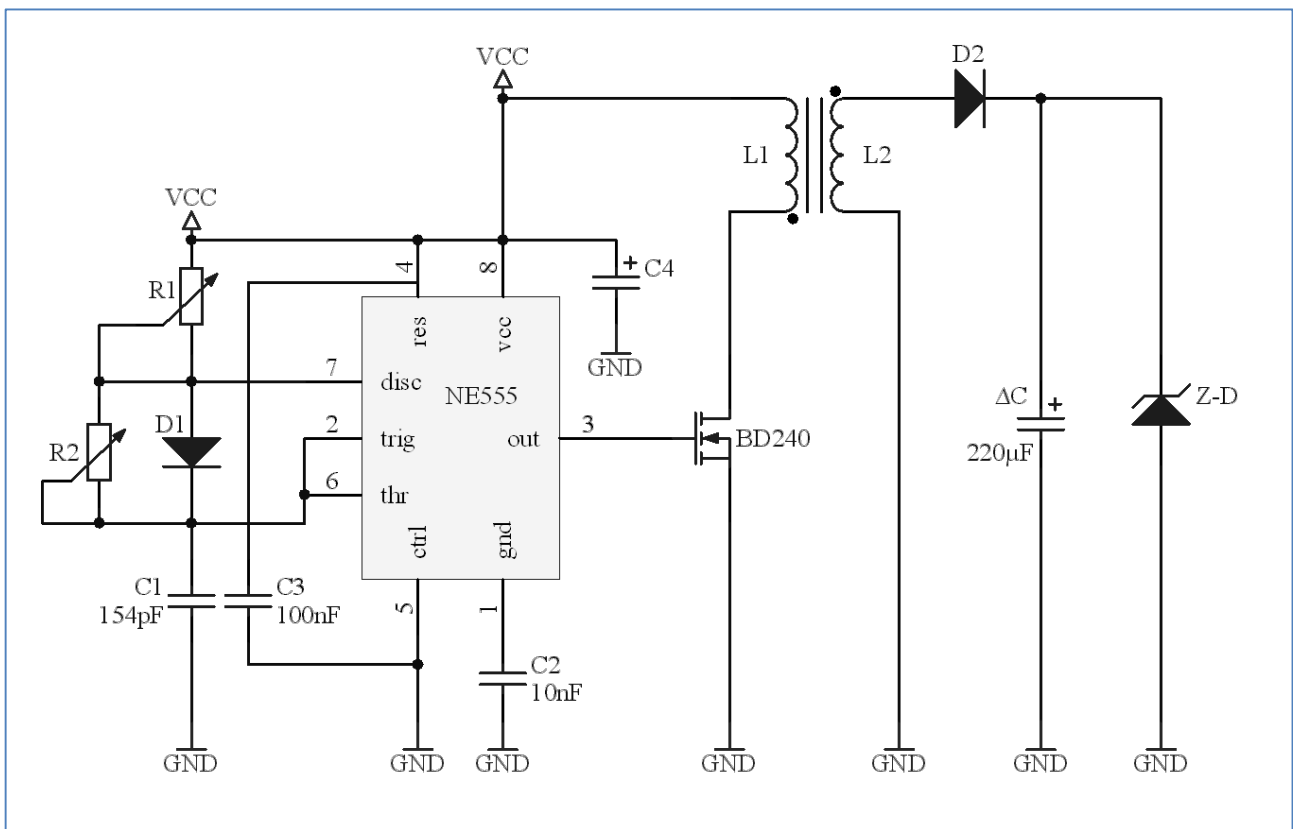 VCC
D2
L1
L2
VCC
R1
4
8
+
C4
res
vcc
GND
7
disc
NE555
ΔC
+
Z-D
R2
D1
2
trig
out
3
BD240
220µF
6
thr
ctrl
gnd
C1
154pF
C3
100nF
5
1
C2
10nF
GND
GND
GND
GND
GND
GND
GND